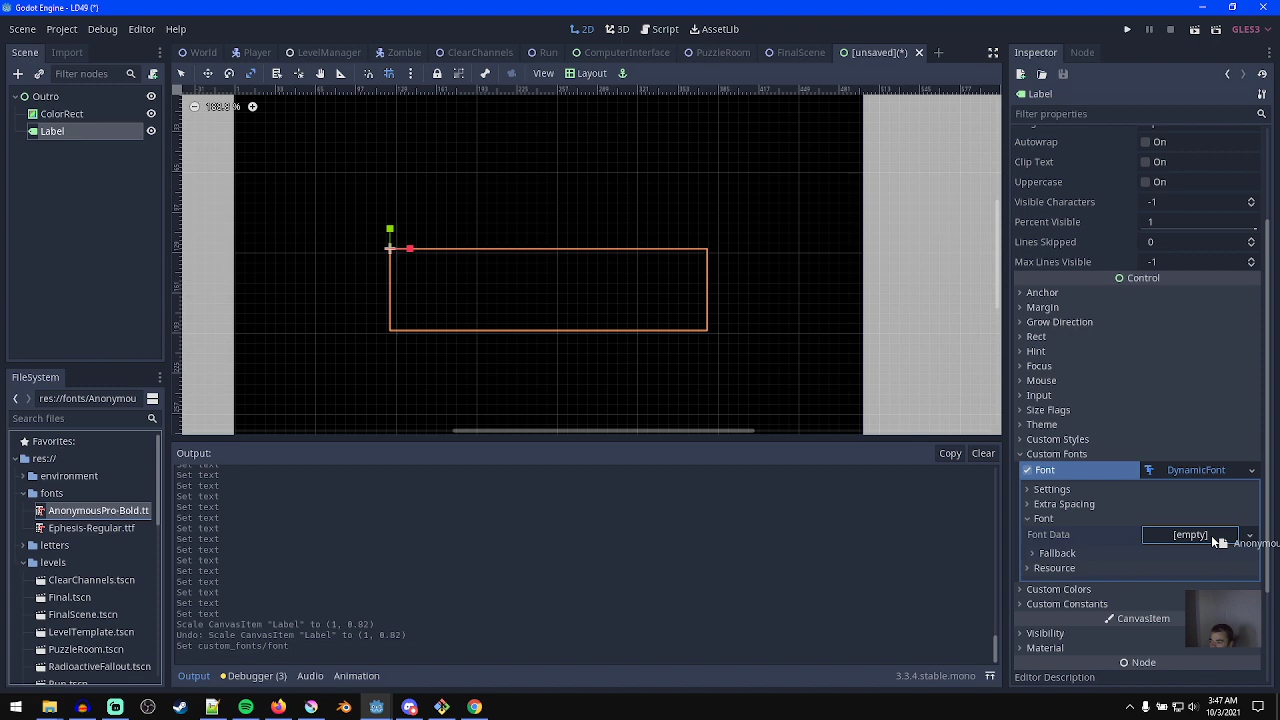 Godot Engine - LD49 (*)
Scene Project Debug Editor Help
2D 3D Script AssetLib
GLES3
Scene Import
World Player LevelManager Zombie ClearChannels Run ComputerInterface PuzzleRoom FinalScene [unsaved](*)
Inspector Node
Filter nodes
View Layout
Outro
ColorRect
Label
Label
Filter properties
Autowrap On
Clip Text On
Uppercase On
Visible Characters -1
Percent Visible 1
Lines Skipped 0
Max Lines Visible -1
Control
Anchor
Margin
Grow Direction
Rect
Hint
Focus
Mouse
Input
Size Flags
Theme
Custom Styles
Custom Fonts
Font DynamicFont
Settings
Extra Spacing
Font
Font Data [empty]
Anonymou
Fallback
Resource
Custom Colors
Custom Constants
CanvasItem
Visibility
Material
Node
Editor Description
FileSystem
res://fonts/Anonymou
Search files
Favorites:
res://
environment
fonts
AnonymousPro-Bold.tt
Ephesis-Regular.ttf
letters
levels
ClearChannels.tscn
Final.tscn
FinalScene.tscn
LevelTemplate.tscn
PuzzleRoom.tscn
RadioactiveFallout.tscn
Output:
Copy Clear
Set text
Set text
Set text
Set text
Set text
Set text
Set text
Set text
Set text
Set text
Set text
Set text
Set text
Set text
Scale CanvasItem "Label" to (1, 0.82)
Undo: Scale CanvasItem "Label" to (1, 0.82)
Set custom_fonts/font
Output Debugger (3) Audio Animation
3.3.4.stable.mono
3:47 AM
10/3/2021